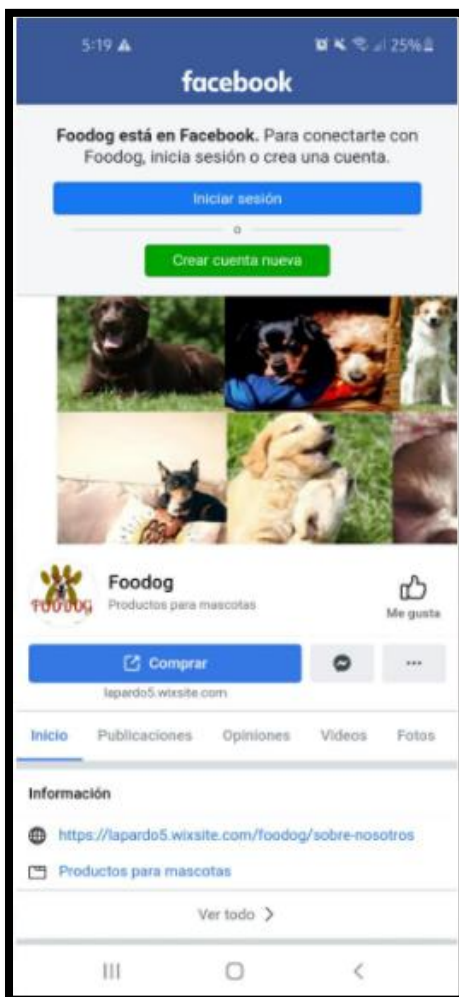 5:19
25%
facebook
Foodog está en Facebook. Para conectarte con
Foodog, inicia sesión o crea una cuenta.
Iniciar sesión
o
Crear cuenta nueva
FOODOG
Foodog
Productos para mascotas
Me gusta
Comprar
lapardo5.wixsite.com
Inicio Publicaciones Opiniones Videos Fotos
Información
https://lapardo5.wixsite.com/foodog/sobre-nosotros
Productos para mascotas
Ver todo